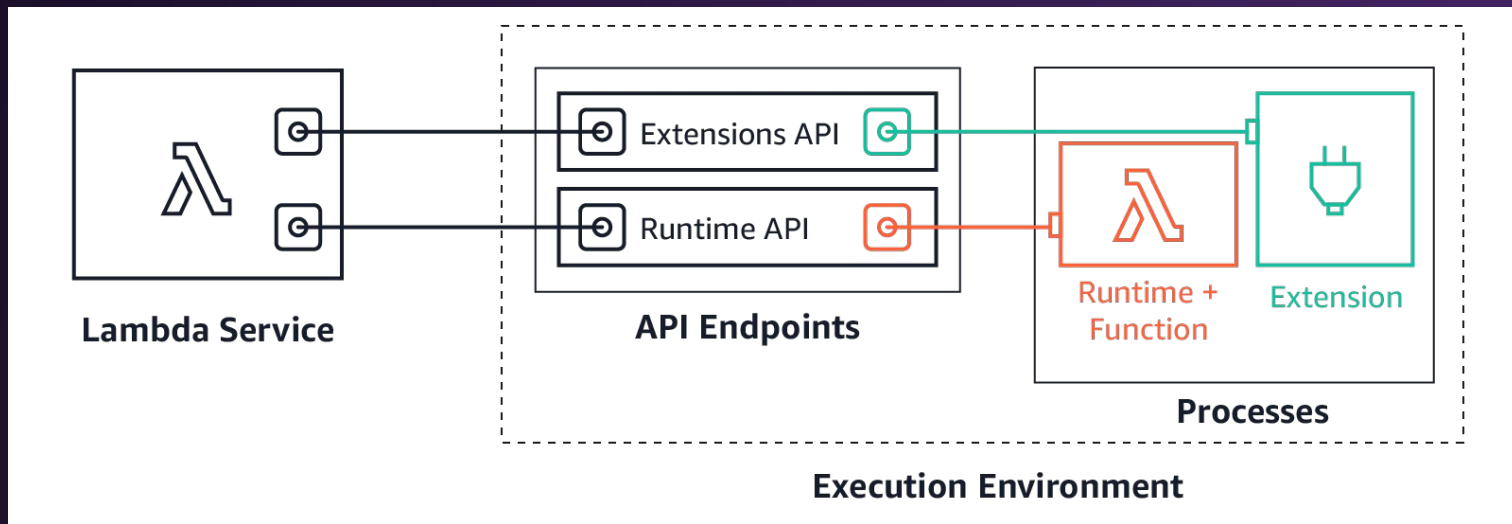 Extensions API
Runtime API
Runtime +
Function
Extension
Lambda Service
API Endpoints
Processes
Execution Environment